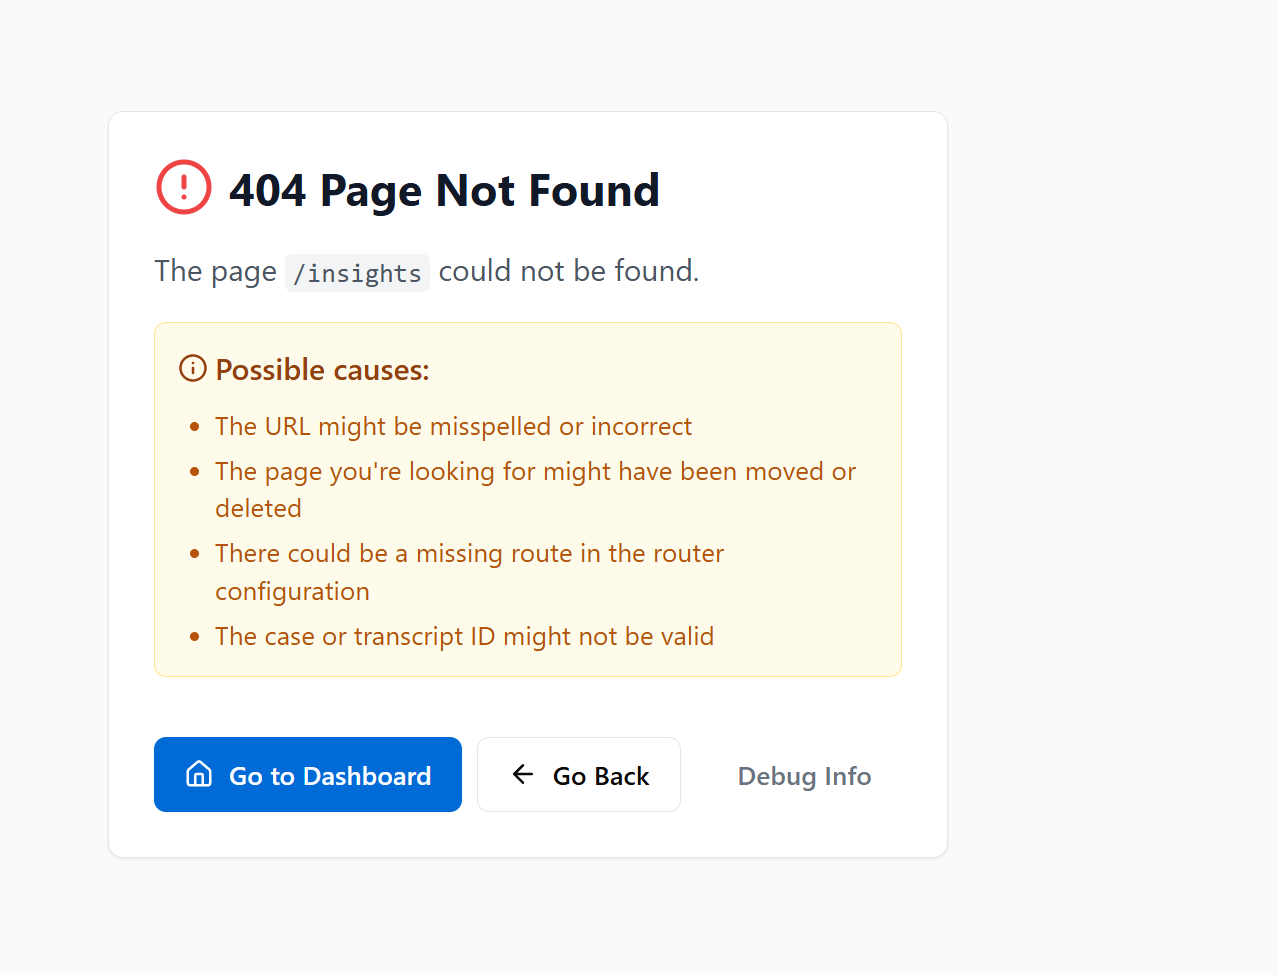 404 Page Not Found
The page /insights could not be found.
Possible causes:
• The URL might be misspelled or incorrect
• The page you're looking for might have been moved or
deleted
• There could be a missing route in the router
configuration
• The case or transcript ID might not be valid
Go to Dashboard
Go Back
Debug Info